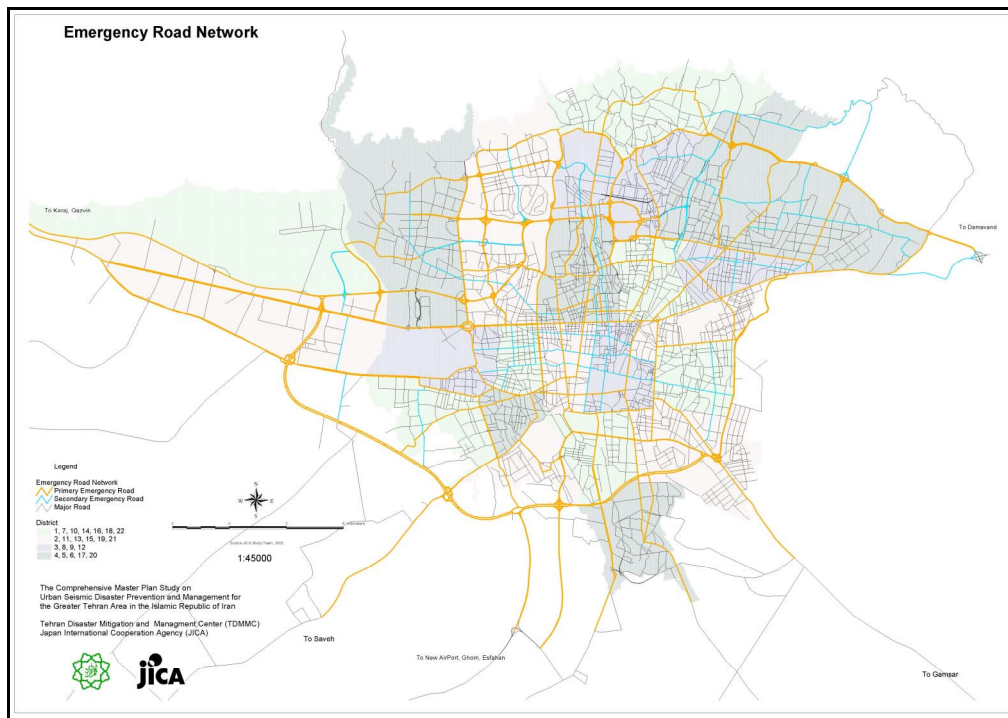 Emergency Road Network
To Karaj, Qazvin
To Damavand
Legend
Emergency Road Network
Primary Emergency Road
Secondary Emergency Road
Major Road
District
1, 7, 10, 14, 16, 18, 22
2, 11, 13, 15, 19, 21
3, 8, 9, 12
4, 5, 6, 17, 20
N
W E
S
1:45000
The Comprehensive Master Plan Study on
Urban Seismic Disaster Prevention and Management for
the Greater Tehran Area in the Islamic Republic of Iran
Tehran Disaster Mitigation and Managment Center (TDMMC)
Japan International Cooperation Agency (JICA)
jICA
To Saveh
To New AirPort, Ghom, Esfahan
To Gamsar